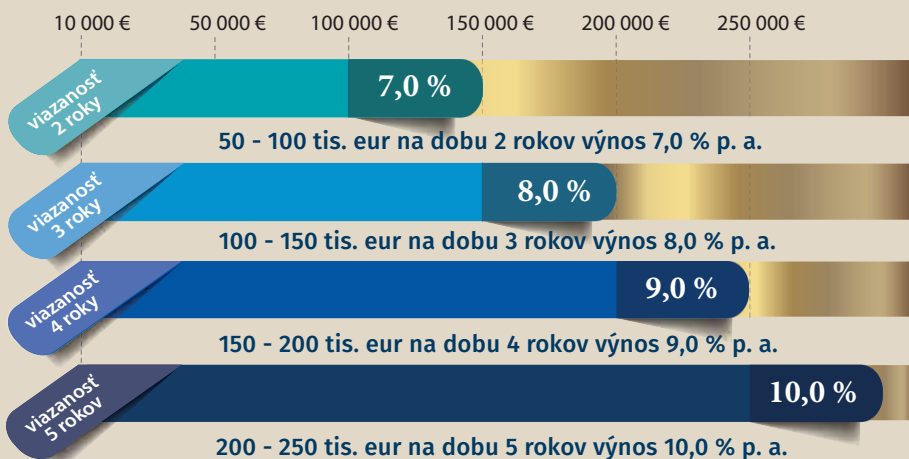 10 000 € 50 000 € 100 000 € 150 000 € 200 000 € 250 000 €
viazanosť
2 roky
7,0 %
50 - 100 tis. eur na dobu 2 rokov výnos 7,0 % p. a.
viazanosť
3 roky
8,0 %
100 - 150 tis. eur na dobu 3 rokov výnos 8,0 % p. a.
viazanosť
4 roky
9,0 %
150 - 200 tis. eur na dobu 4 rokov výnos 9,0 % p. a.
viazanosť
5 rokov
10,0 %
200 - 250 tis. eur na dobu 5 rokov výnos 10,0 % p. a.